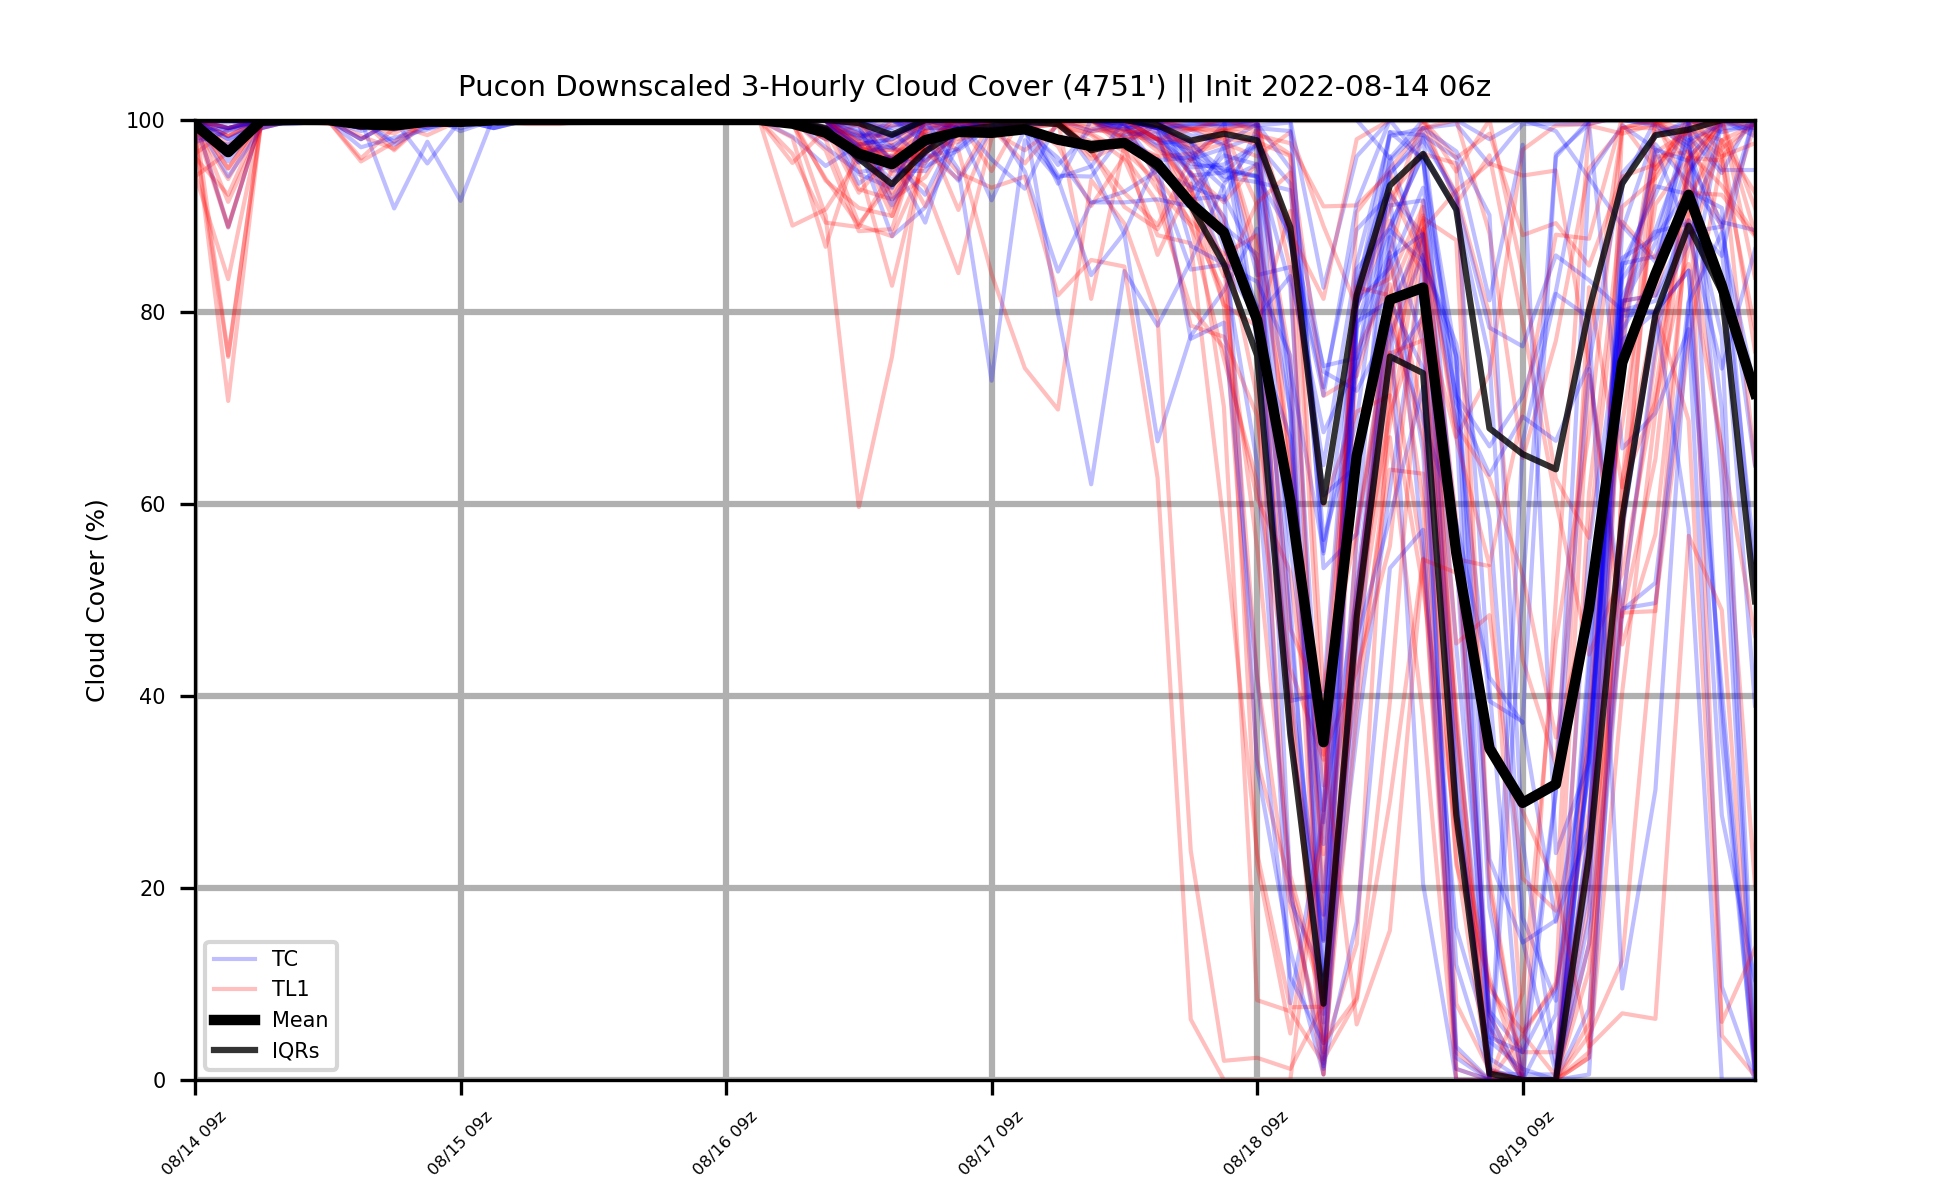 Pucon Downscaled 3-Hourly Cloud Cover (4751') || Init 2022-08-14 06z
100
80
60
40
20
0
Cloud Cover (%)
TC
TL1
Mean
IQRs
08/14 09z
08/15 09z
08/16 09z
08/17 09z
08/18 09z
08/19 09z